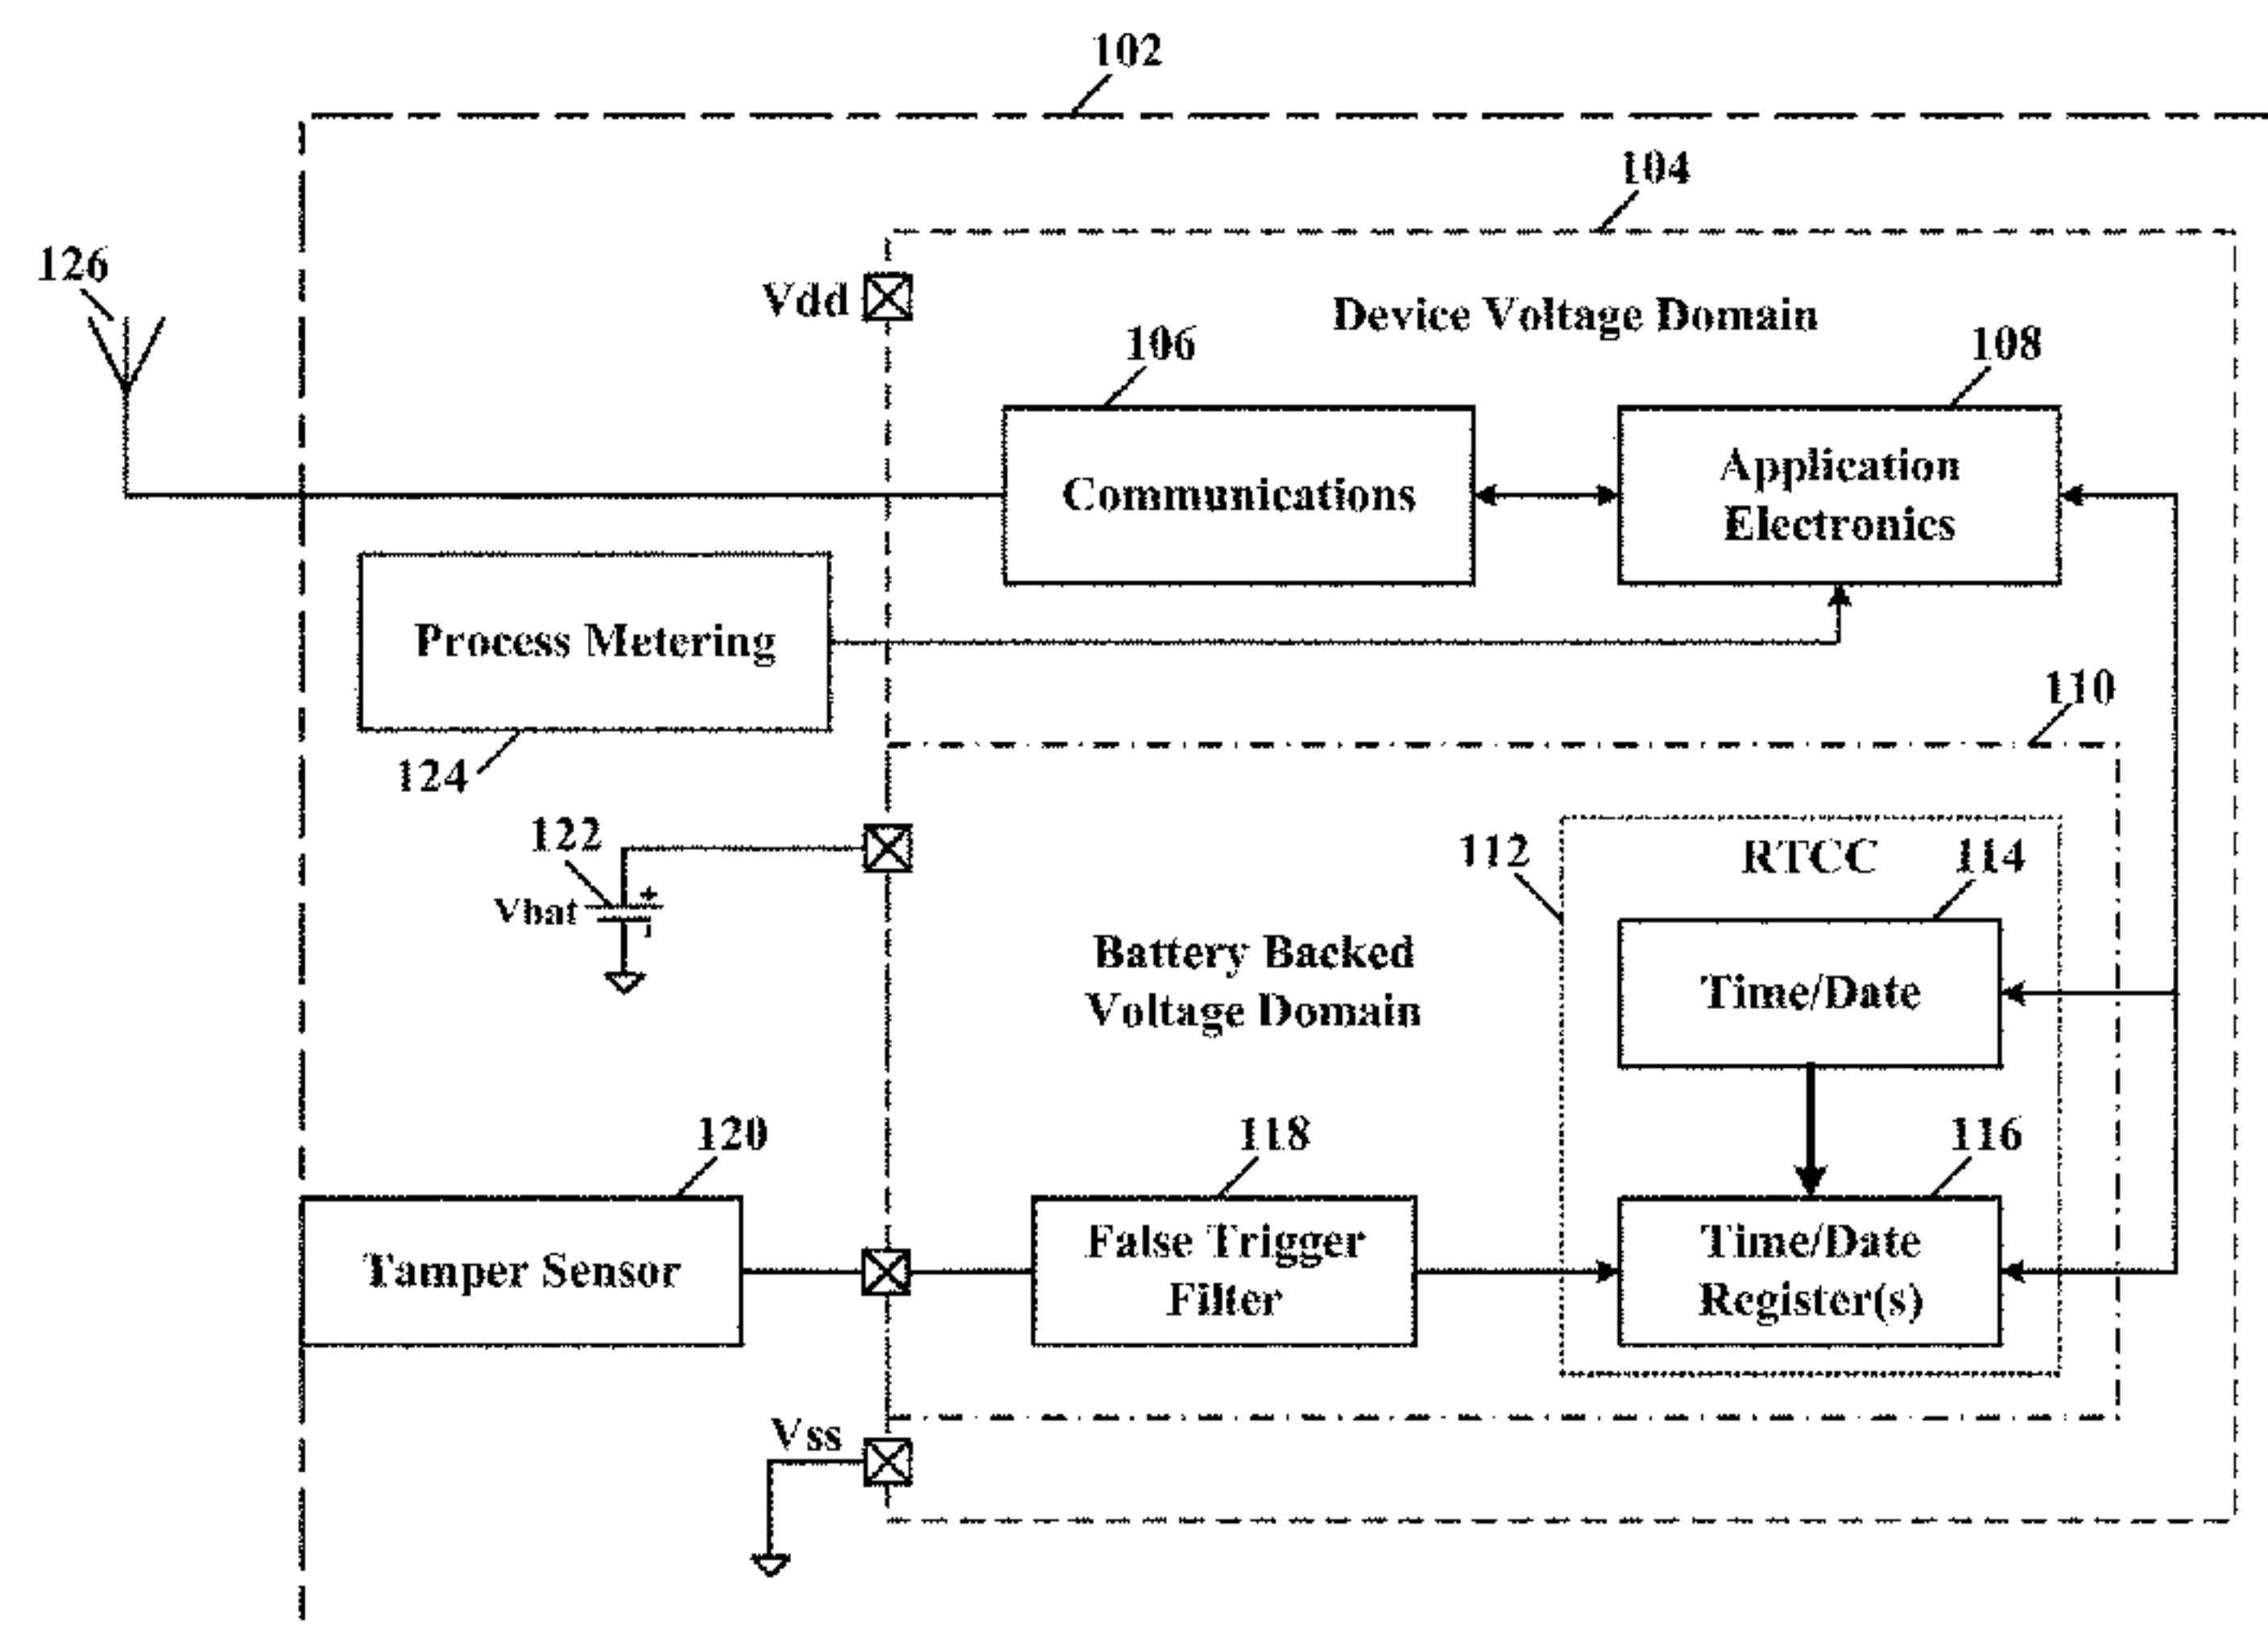 102
104
126
Vdd
Device Voltage Domain
106
108
Communications
Application
Electronics
Process Metering
124
110
122
Vbat
+
-
112
RTCC
114
Battery Backed
Voltage Domain
Time/Date
120
118
116
Tamper Sensor
False Trigger
Filter
Time/Date
Register(s)
Vss